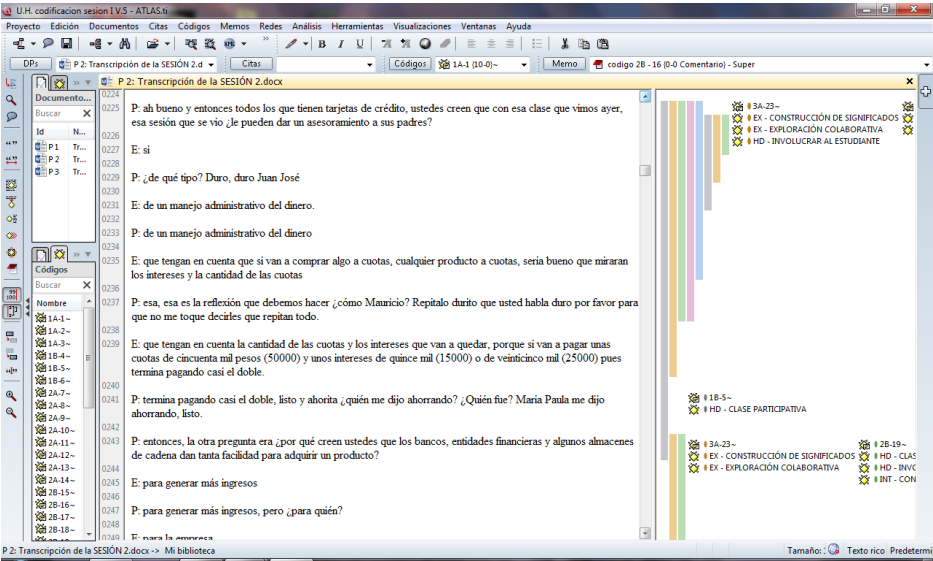 U.H. codificacion sesion I V.5 - ATLAS.ti
Proyecto Edición Documentos Citas Códigos Memos Redes Análisis Herramientas Visualizaciones Ventanas Ayuda
B I U
DPs P 2: Transcripción de la SESIÓN 2.d Citas Códigos 1A-1 (10-0)~ Memo codigo 2B - 16 (0-0 Comentario) - Super
P 2: Transcripción de la SESIÓN 2.docx
Documento...
Buscar X
Id N...
P 1 Tr...
P 2 Tr...
P 3 Tr...
Códigos
Buscar X
Nombre
1A-1~
1A-2~
1A-3~
1B-4~
1B-5~
1B-6~
2A-7~
2A-8~
2A-9~
2A-10~
2A-11~
2A-12~
2A-13~
2A-14~
2B-15~
2B-16~
2B-17~
2B-18~
0224
0225 P: ah bueno y entonces todos los que tienen tarjetas de crédito, ustedes creen que con esa clase que vimos ayer,
esa sesión que se vio ¿le pueden dar un asesoramiento a sus padres?
0226
0227 E: si
0228
0229 P: ¿de qué tipo? Duro, duro Juan José
0230
0231 E: de un manejo administrativo del dinero.
0232
0233 P: de un manejo administrativo del dinero
0234
0235 E: que tengan en cuenta que si van a comprar algo a cuotas, cualquier producto a cuotas, sería bueno que miraran
los intereses y la cantidad de las cuotas
0236
0237 P: esa, esa es la reflexión que debemos hacer ¿cómo Mauricio? Repítalo durito que usted habla duro por favor para
que no me toque decirles que repitan todo.
0238
0239 E: que tengan en cuenta la cantidad de las cuotas y los intereses que van a quedar, porque si van a pagar unas
cuotas de cincuenta mil pesos (50000) y unos intereses de quince mil (15000) o de veinticinco mil (25000) pues
termina pagando casi el doble.
0240
0241 P: termina pagando casi el doble, listo y ahorita ¿quién me dijo ahorrando? ¿Quién fue? María Paula me dijo
ahorrando, listo.
0242
0243 P: entonces, la otra pregunta era ¿por qué creen ustedes que los bancos, entidades financieras y algunos almacenes
de cadena dan tanta facilidad para adquirir un producto?
0244
0245 E: para generar más ingresos
0246
0247 P: para generar más ingresos, pero ¿para quién?
0248
0249 E: para la empresa
3A-23~
EX - CONSTRUCCIÓN DE SIGNIFICADOS
EX - EXPLORACIÓN COLABORATIVA
HD - INVOLUCRAR AL ESTUDIANTE
1B-5~
HD - CLASE PARTICIPATIVA
3A-23~ 2B-19~
EX - CONSTRUCCIÓN DE SIGNIFICADOS HD - CLAS
EX - EXPLORACIÓN COLABORATIVA HD - INVC
INT - CON
P 2: Transcripción de la SESIÓN 2.docx -> Mi biblioteca Tamaño: Texto rico Predetermi